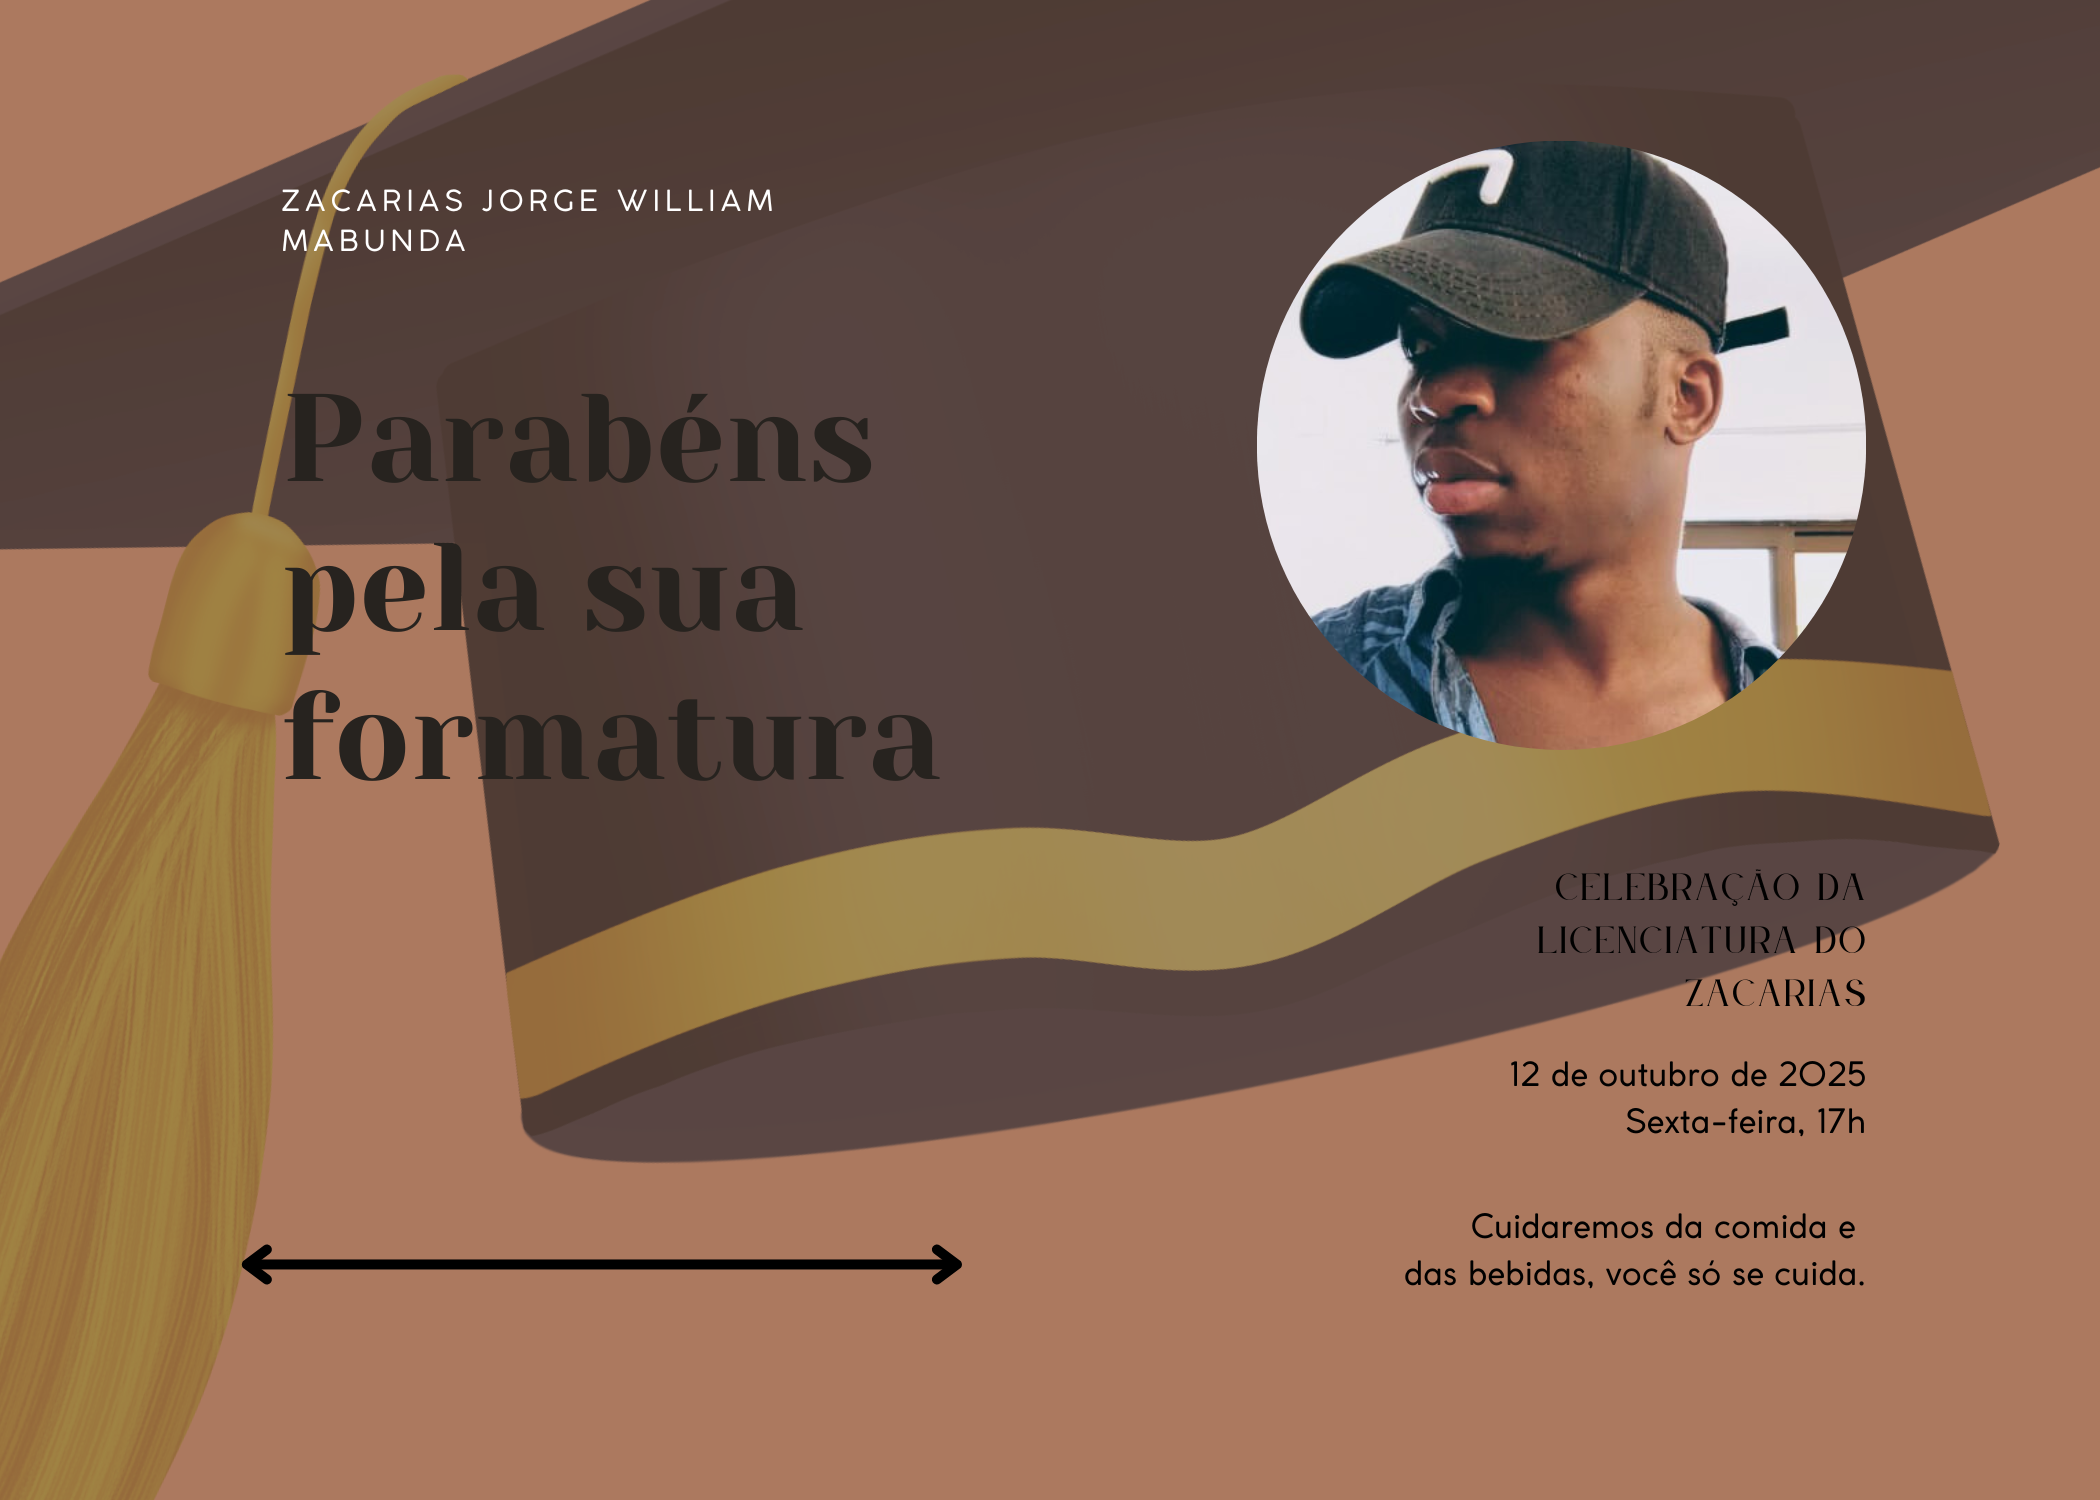 ZACARIAS JORGE WILLIAM
MABUNDA
Parabéns
pela sua
formatura
CELEBRAÇÃO DA
LICENCIATURA DO
ZACARIAS
12 de outubro de 2025
Sexta-feira, 17h
Cuidaremos da comida e
das bebidas, você só se cuida.